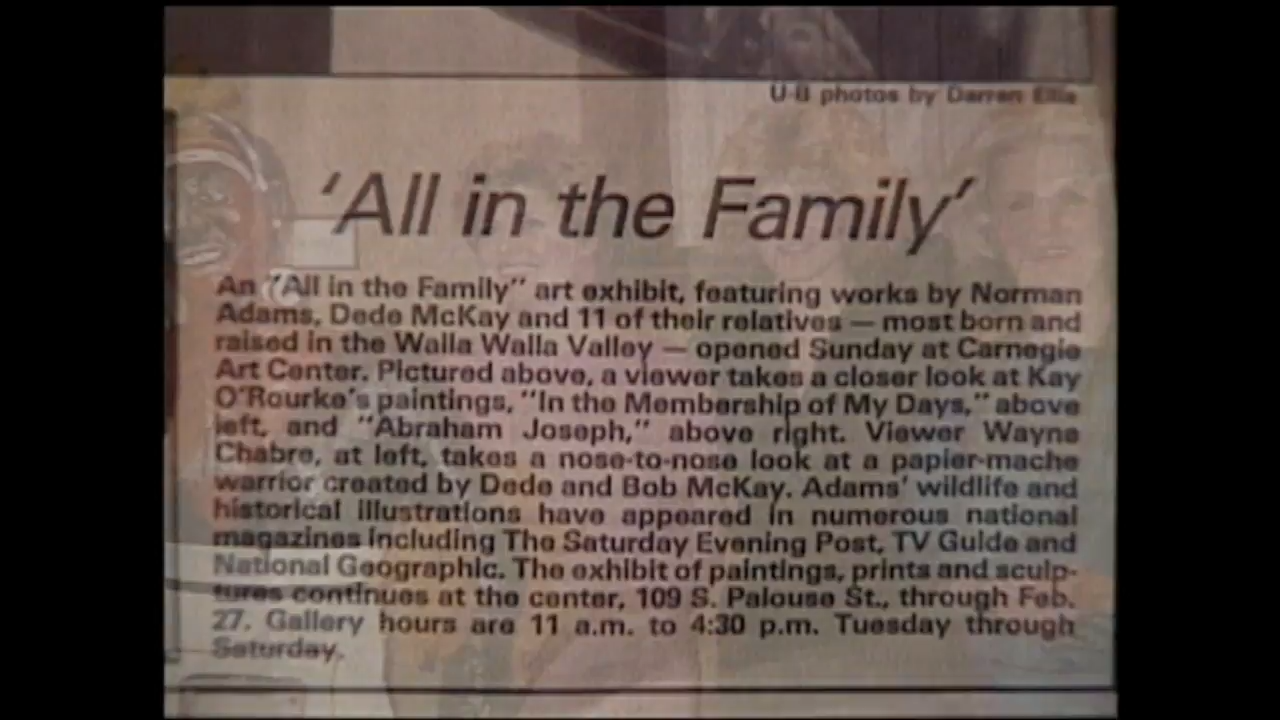 U-B photos by Darren Ellis
'All in the Family'
An "All in the Family" art exhibit, featuring works by Norman
Adams, Dede McKay and 11 of their relatives — most born and
raised in the Walla Walla Valley — opened Sunday at Carnegie
Art Center. Pictured above, a viewer takes a closer look at Kay
O'Rourke's paintings, "In the Membership of My Days," above
left, and "Abraham Joseph," above right. Viewer Wayne
Chabre, at left, takes a nose-to-nose look at a papier-mache
warrior created by Dede and Bob McKay. Adams' wildlife and
historical illustrations have appeared in numerous national
magazines including The Saturday Evening Post, TV Guide and
National Geographic. The exhibit of paintings, prints and sculp-
tures continues at the center, 109 S. Palouse St., through Feb.
27. Gallery hours are 11 a.m. to 4:30 p.m. Tuesday through
Saturday.